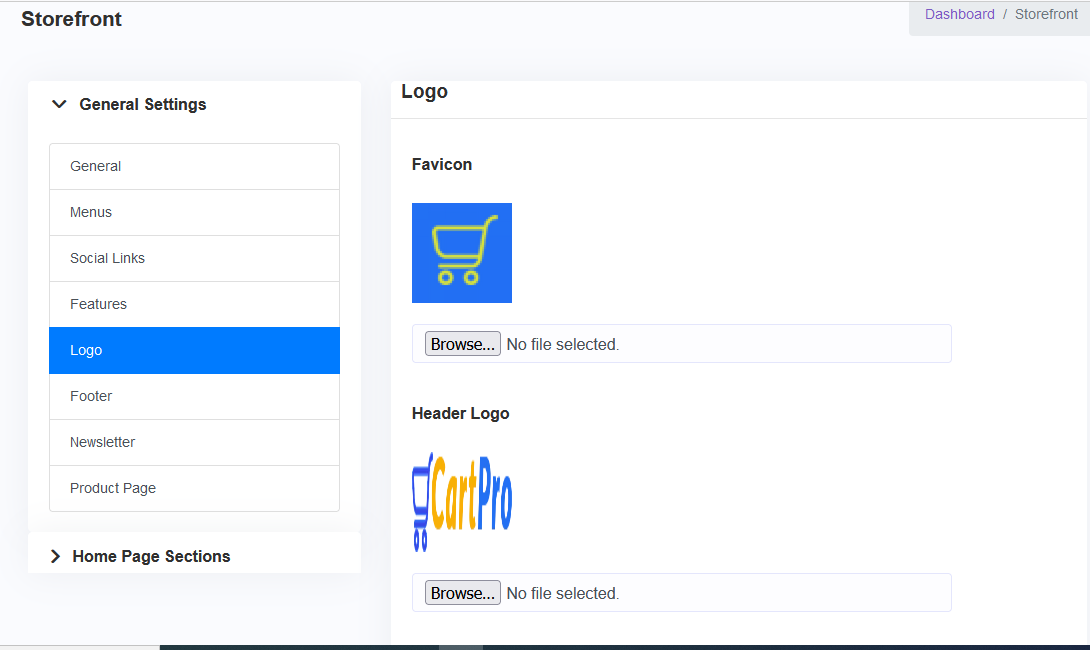 Storefront
Dashboard / Storefront
General Settings
General
Menus
Social Links
Features
Logo
Footer
Newsletter
Product Page
Home Page Sections
Logo
Favicon
Browse... No file selected.
Header Logo
CartPro
Browse... No file selected.